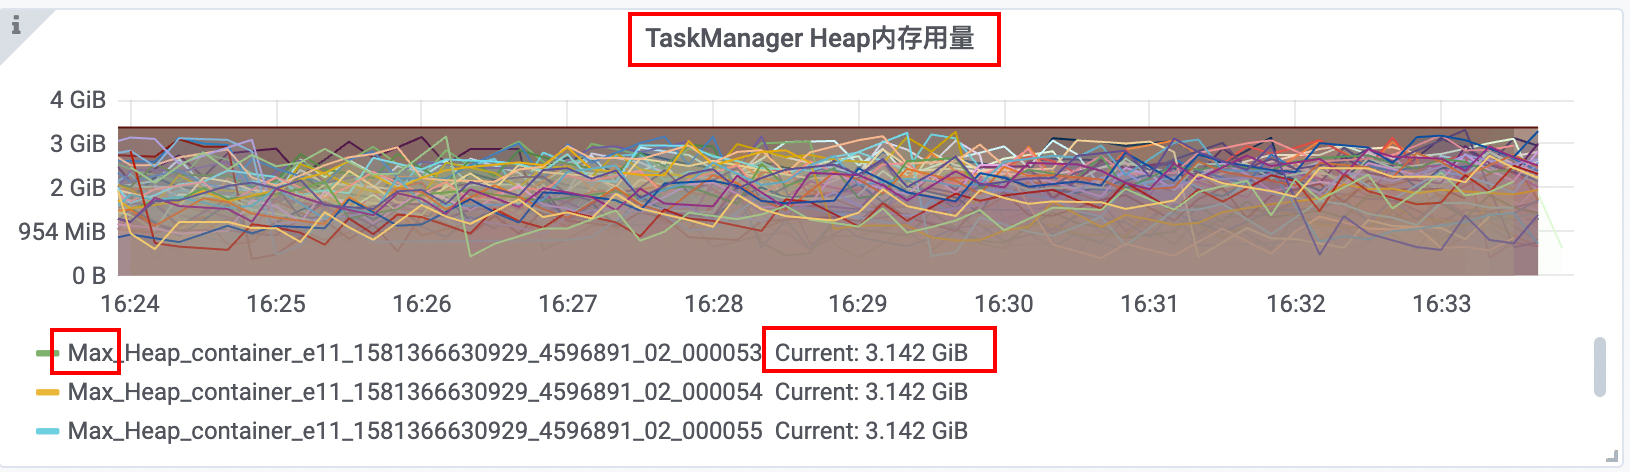 i
TaskManager Heap内存用量
4 GiB
3 GiB
2 GiB
954 MiB
0 B
16:24 16:25 16:26 16:27 16:28 16:29 16:30 16:31 16:32 16:33
Max_Heap_container_e11_1581366630929_4596891_02_000053 Current: 3.142 GiB
Max_Heap_container_e11_1581366630929_4596891_02_000054 Current: 3.142 GiB
Max_Heap_container_e11_1581366630929_4596891_02_000055 Current: 3.142 GiB